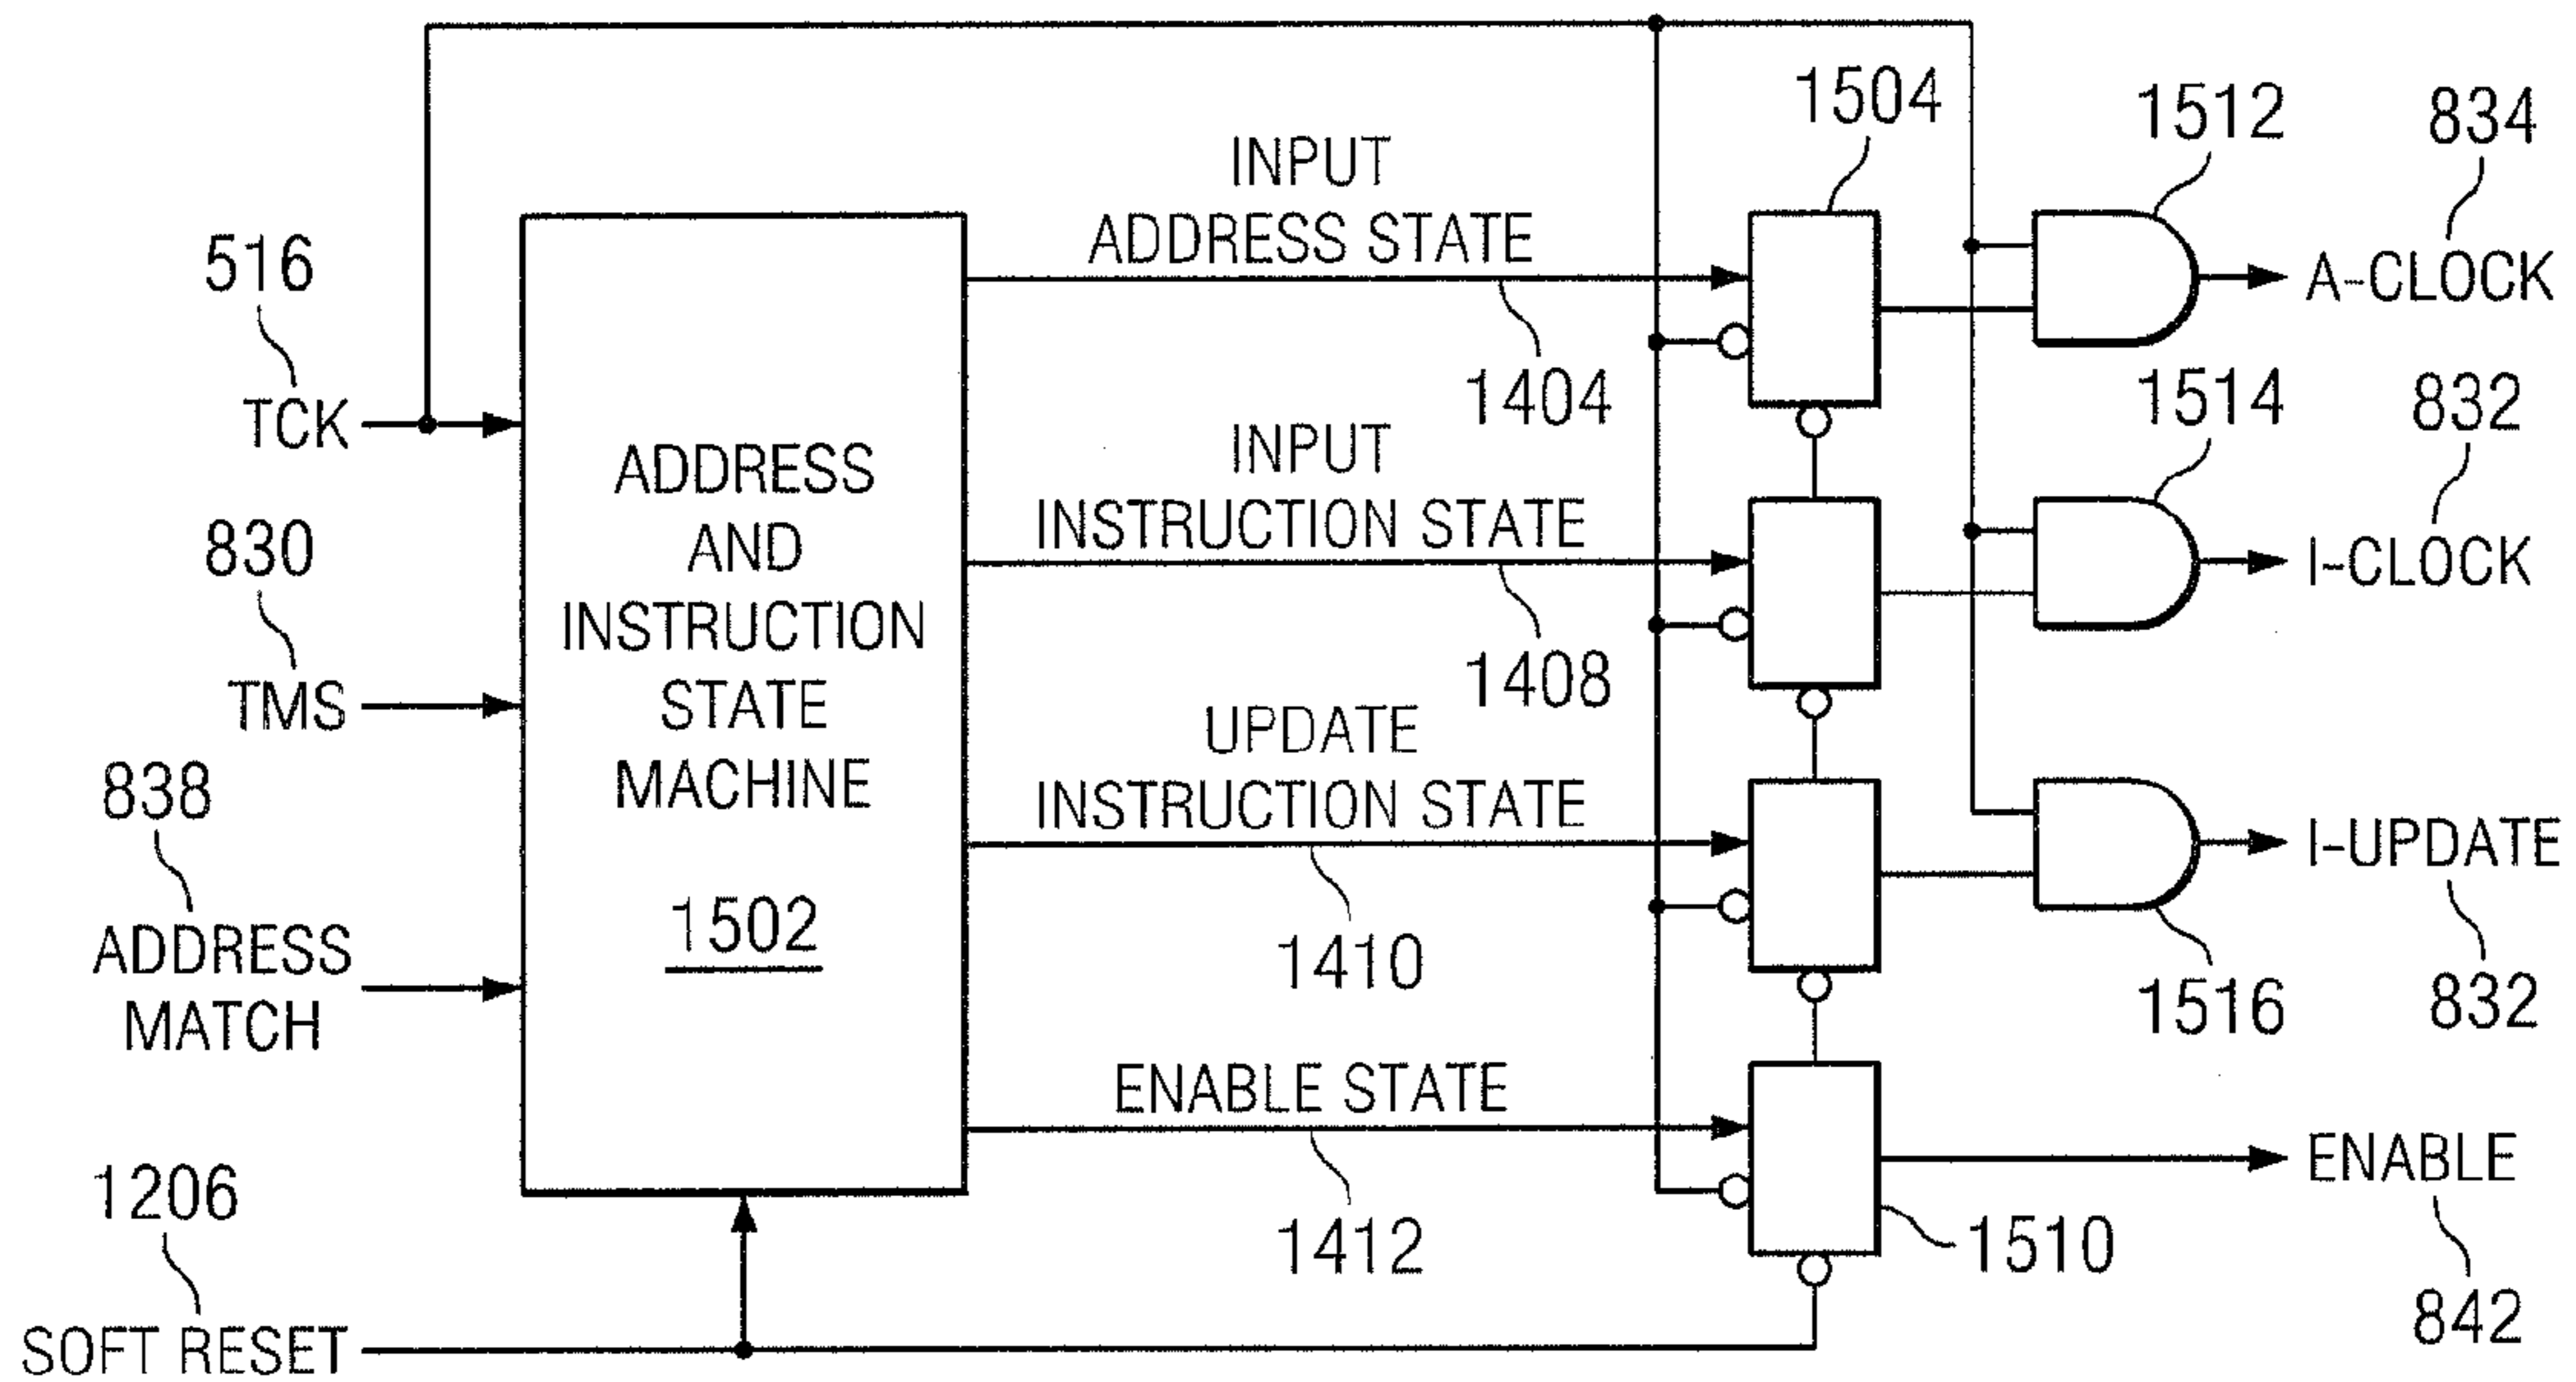 516
TCK
830
TMS
838
ADDRESS
MATCH
1206
SOFT RESET
ADDRESS
AND
INSTRUCTION
STATE
MACHINE
1502
INPUT
ADDRESS STATE
1404
INPUT
INSTRUCTION STATE
1408
UPDATE
INSTRUCTION STATE
1410
ENABLE STATE
1412
1504
1510
1512
834
A-CLOCK
1514
832
I-CLOCK
I-UPDATE
1516
832
ENABLE
842